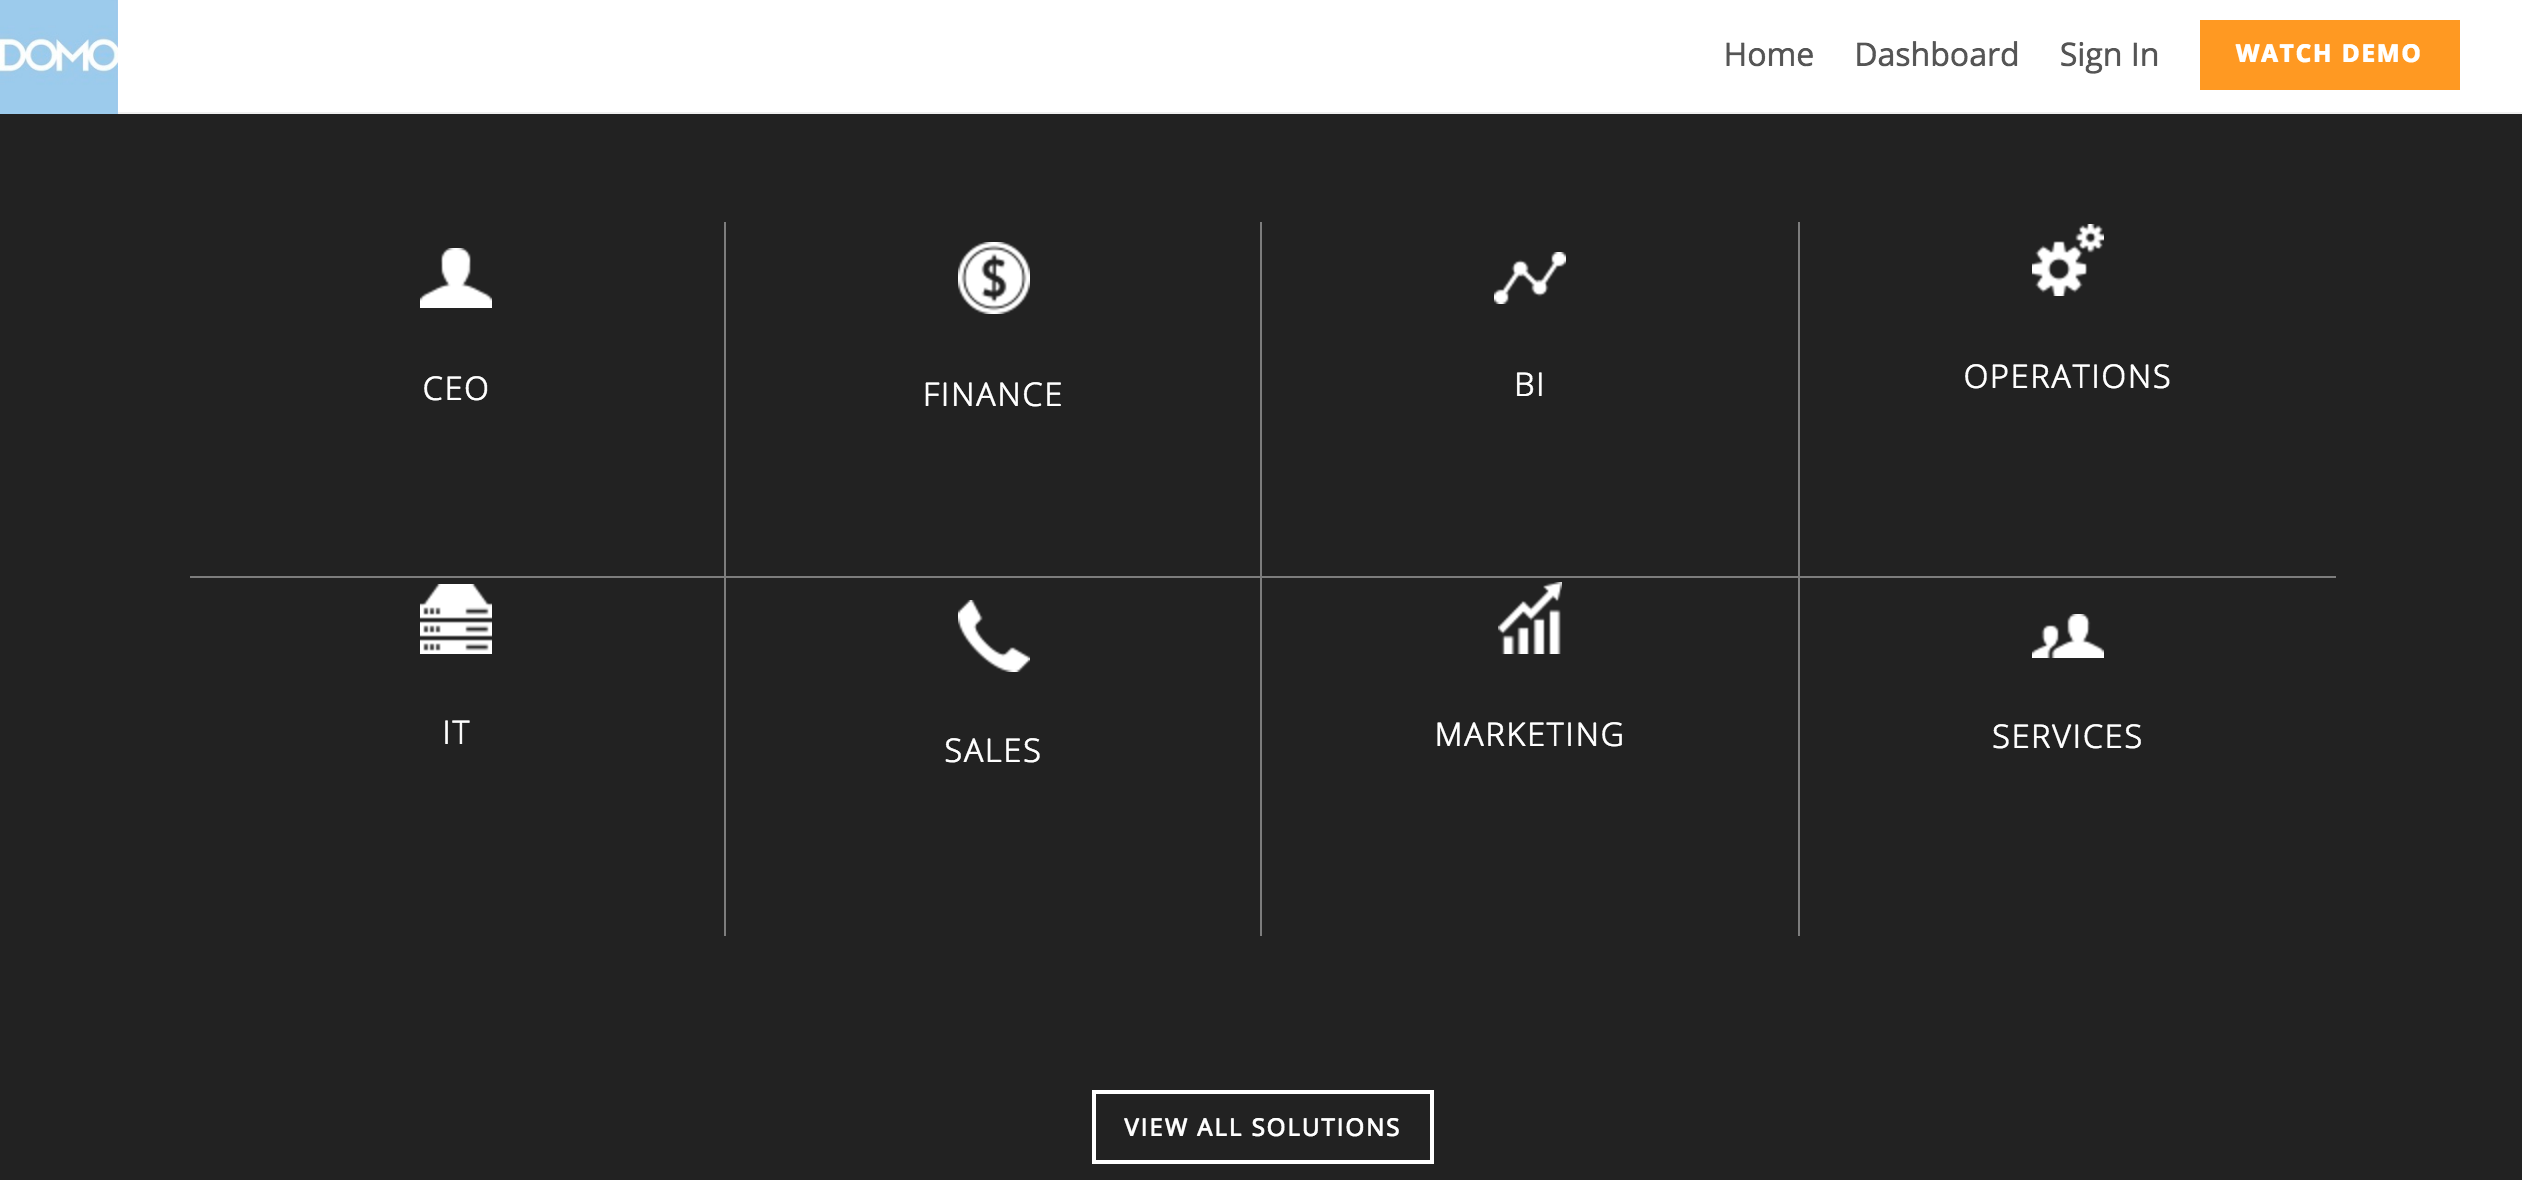 DOMO
Home Dashboard Sign In WATCH DEMO
CEO FINANCE BI OPERATIONS
IT SALES MARKETING SERVICES
VIEW ALL SOLUTIONS